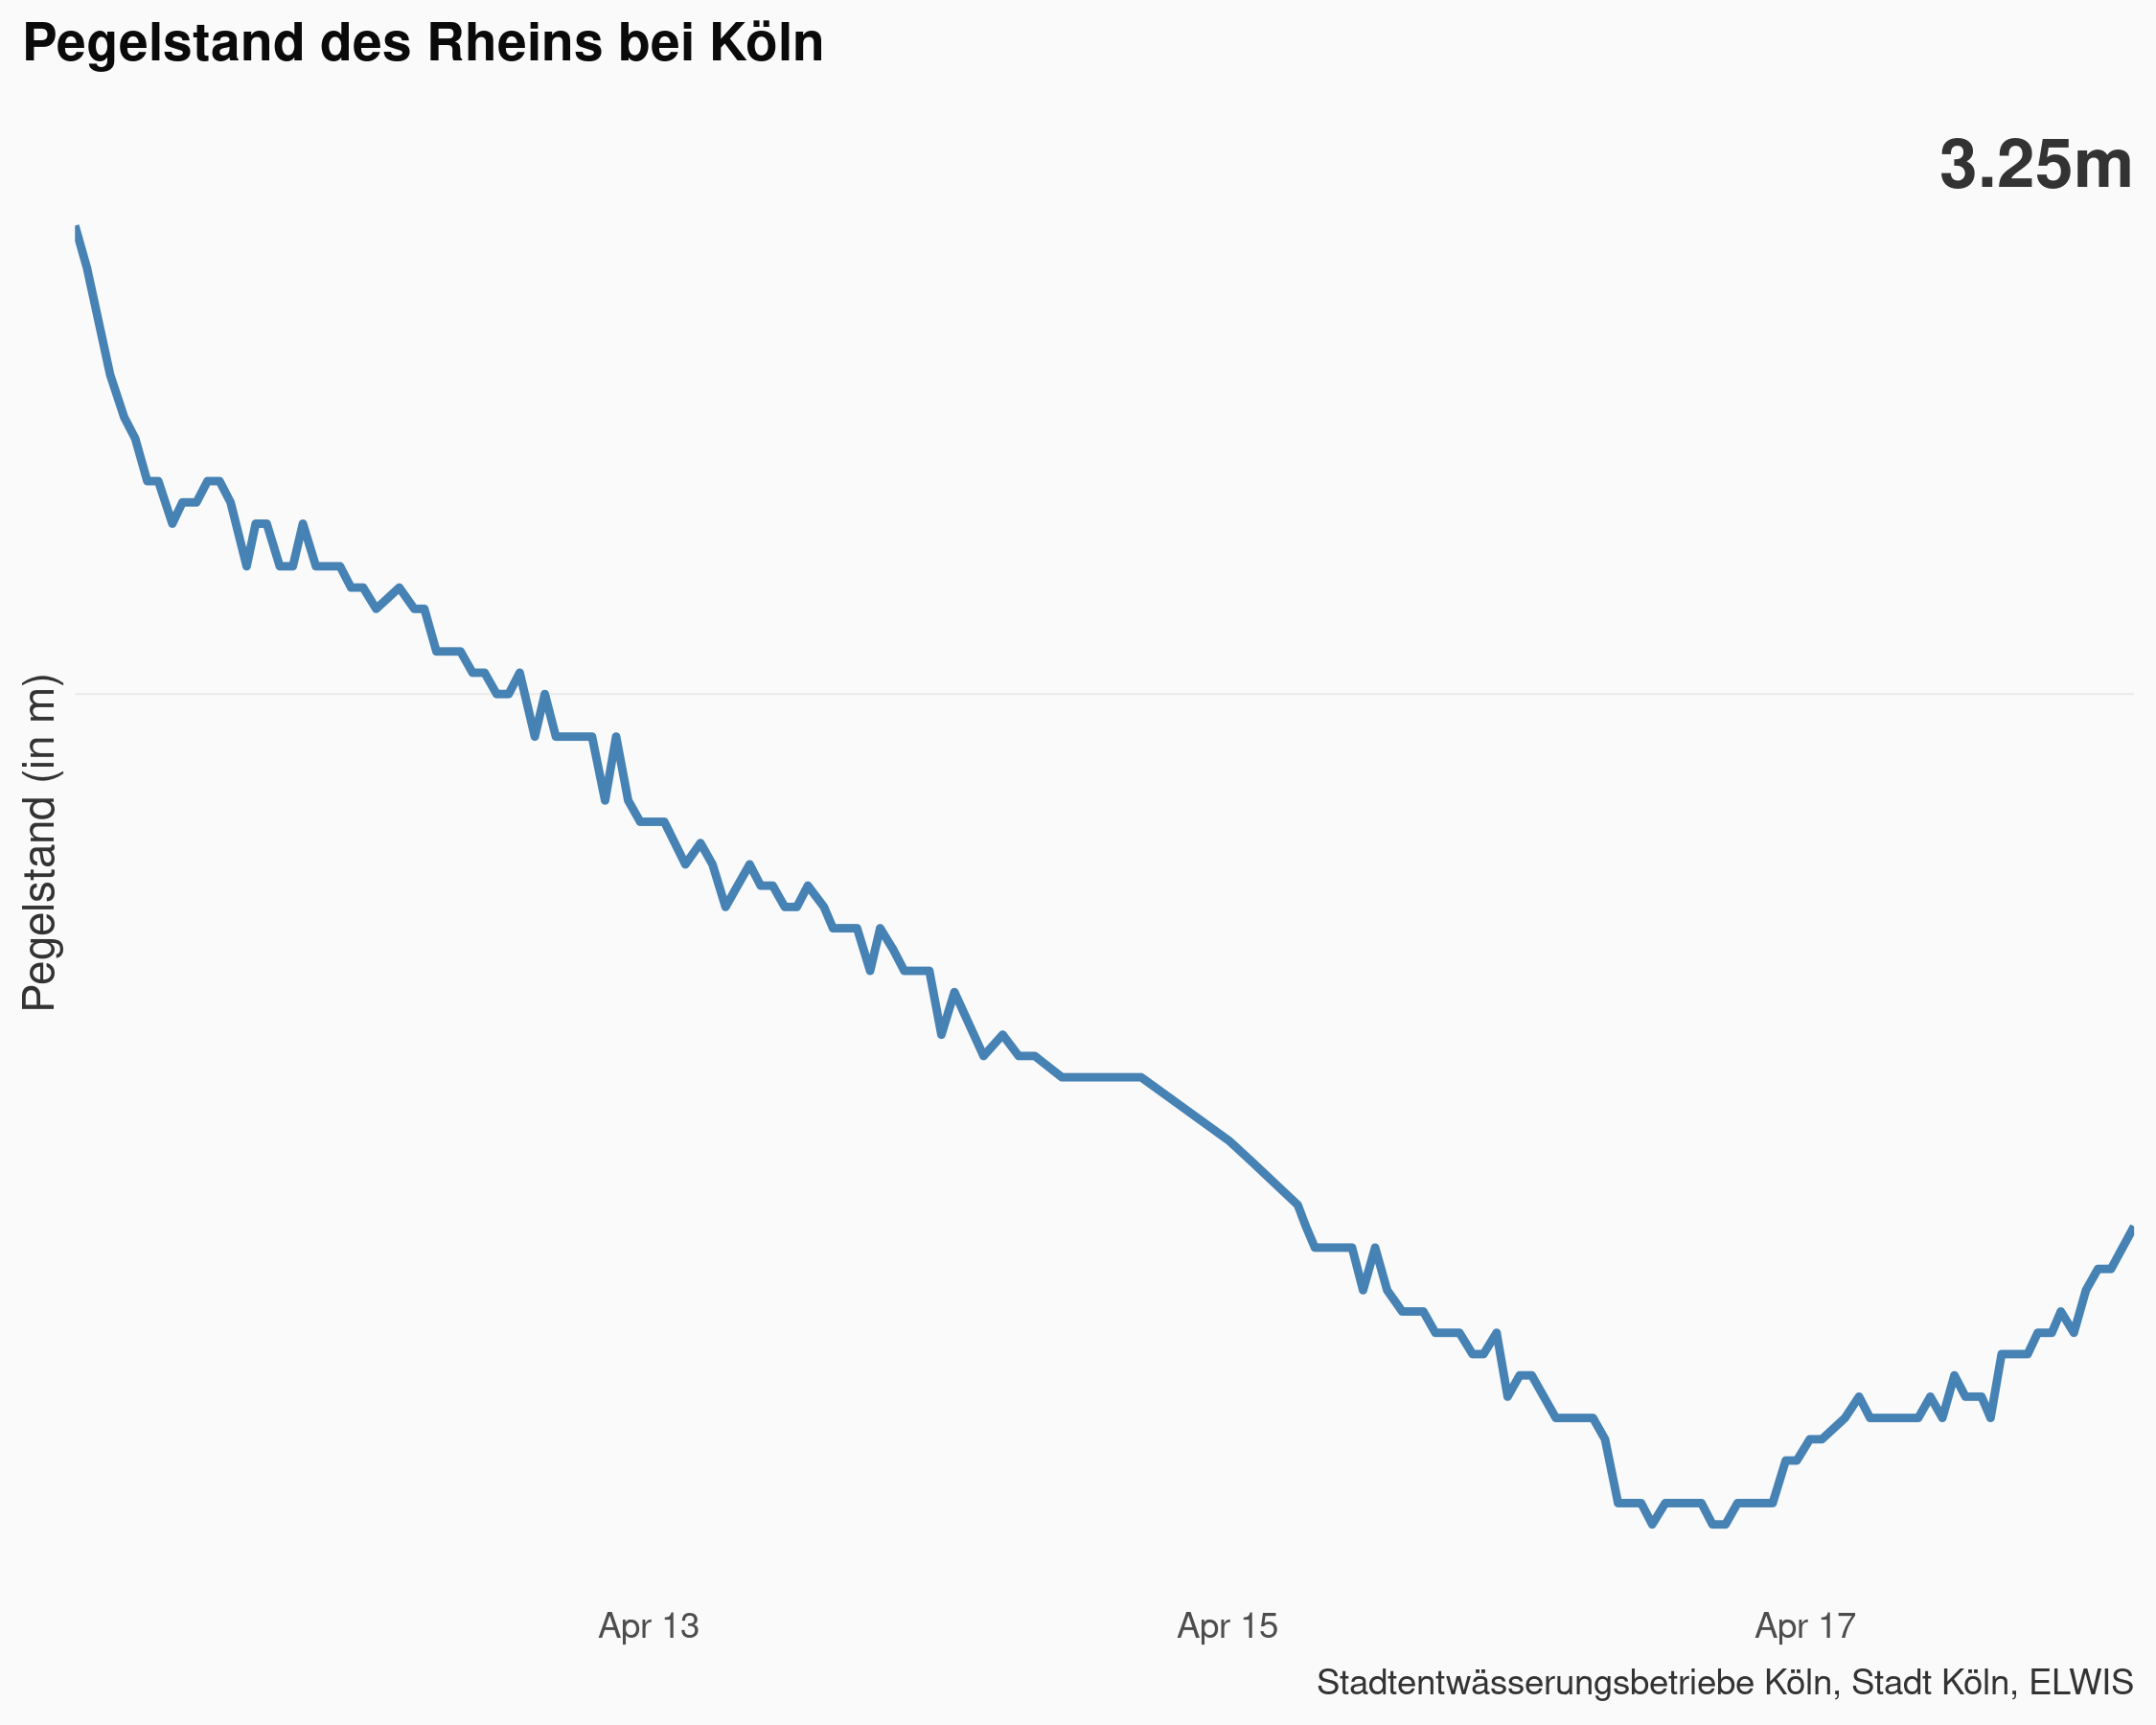 Pegelstand des Rheins bei Köln
3.25m
Pegelstand (in m)
Apr 13
Apr 15
Apr 17
Stadtentwässerungsbetriebe Köln, Stadt Köln, ELWIS